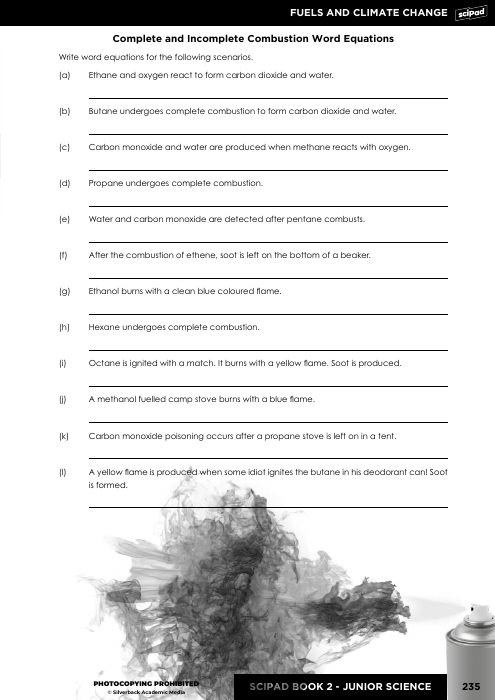 FUELS AND CLIMATE CHANGE scipad
Complete and Incomplete Combustion Word Equations
Write word equations for the following scenarios.
(a) Ethane and oxygen react to form carbon dioxide and water.
(b) Butane undergoes complete combustion to form carbon dioxide and water.
(c) Carbon monoxide and water are produced when methane reacts with oxygen.
(d) Propane undergoes complete combustion.
(e) Water and carbon monoxide are detected after pentane combusts.
(f) After the combustion of ethene, soot is left on the bottom of a beaker.
(g) Ethanol burns with a clean blue coloured flame.
(h) Hexane undergoes complete combustion.
(i) Octane is ignited with a match. It burns with a yellow flame. Soot is produced.
(j) A methanol fuelled camp stove burns with a blue flame.
(k) Carbon monoxide poisoning occurs after a propane stove is left on in a tent.
(l) A yellow flame is produced when some idiot ignites the butane in his deodorant can! Soot
is formed.
PHOTOCOPYING PROHIBITED
© Silverback Academic Media
SCIPAD BOOK 2 - JUNIOR SCIENCE 235